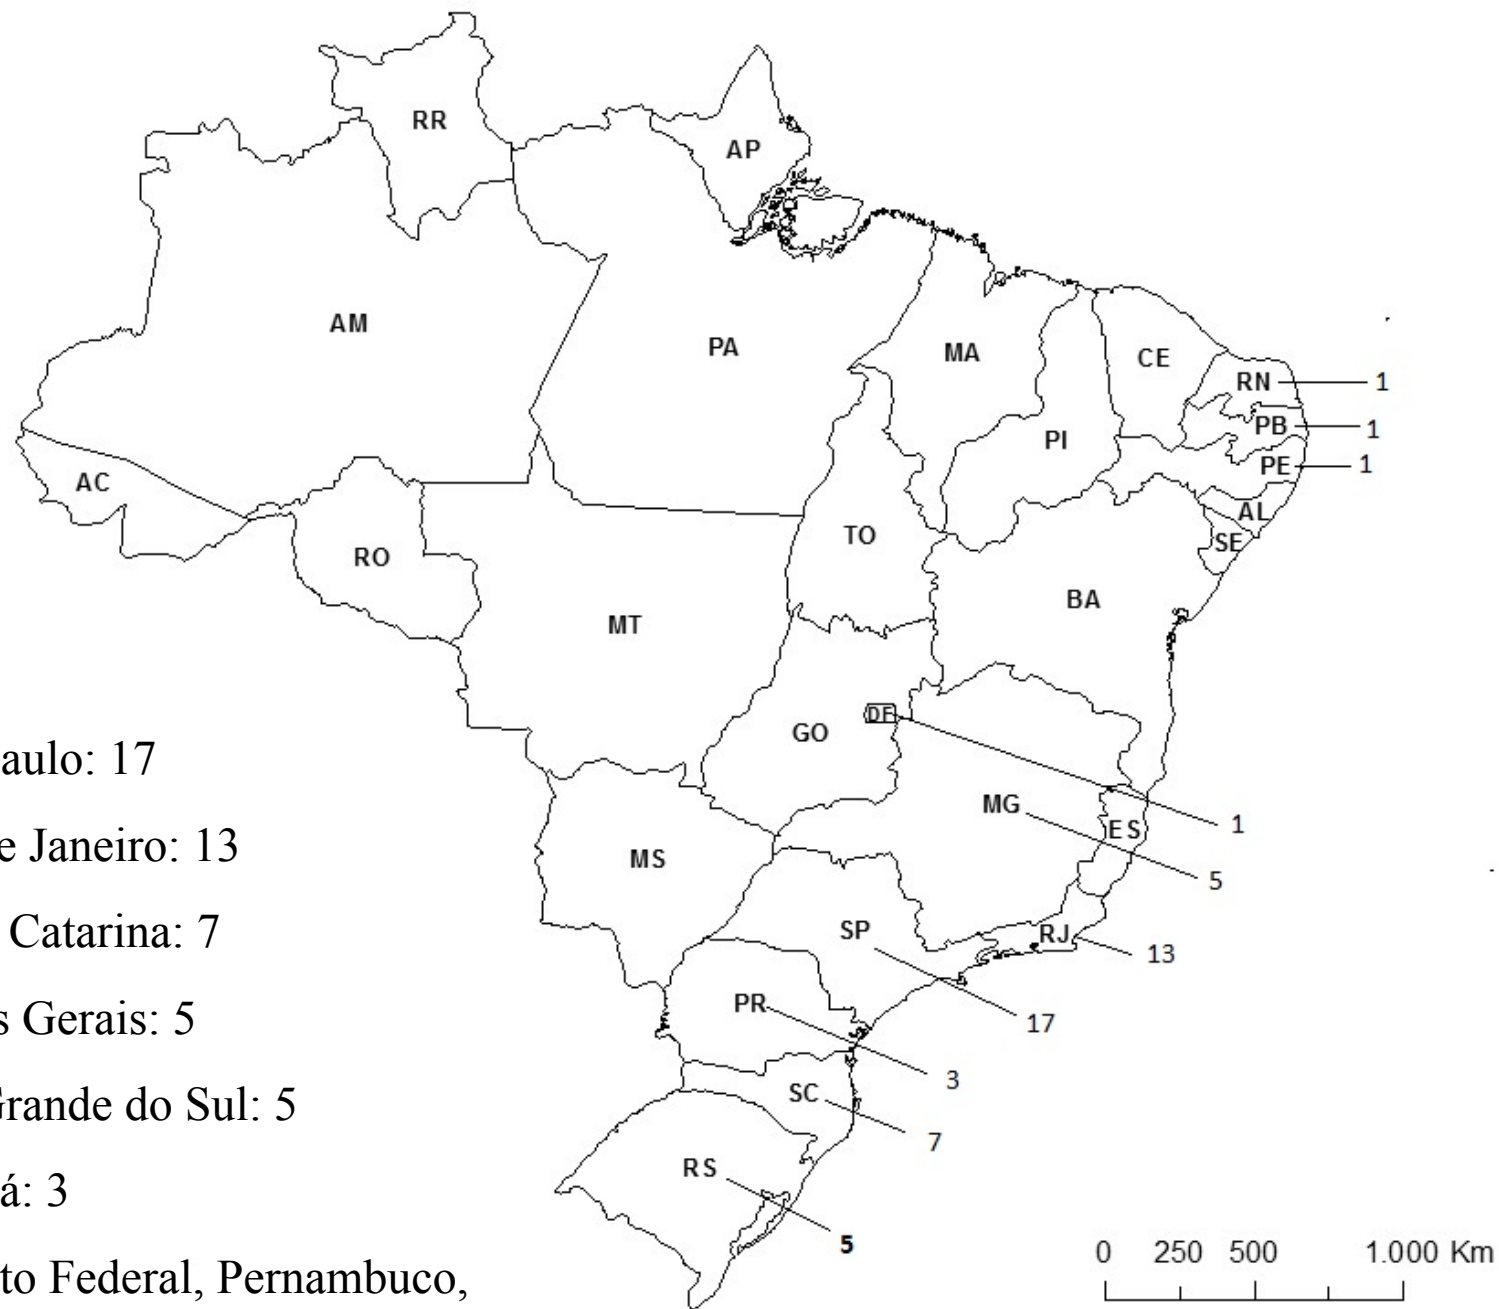 RR
AP
AM
PA
MA
CE
RN 1
PB 1
PI
PE 1
AC
AL
TO
SE
RO
BA
MT
DF
GO
aulo: 17
MG
1
ES
e Janeiro: 13
MS
5
Catarina: 7
SP
RJ
13
PR
s Gerais: 5
17
3
SC
Grande do Sul: 5
7
RS
á: 3
5
0 250 500 1.000 Km
to Federal, Pernambuco,